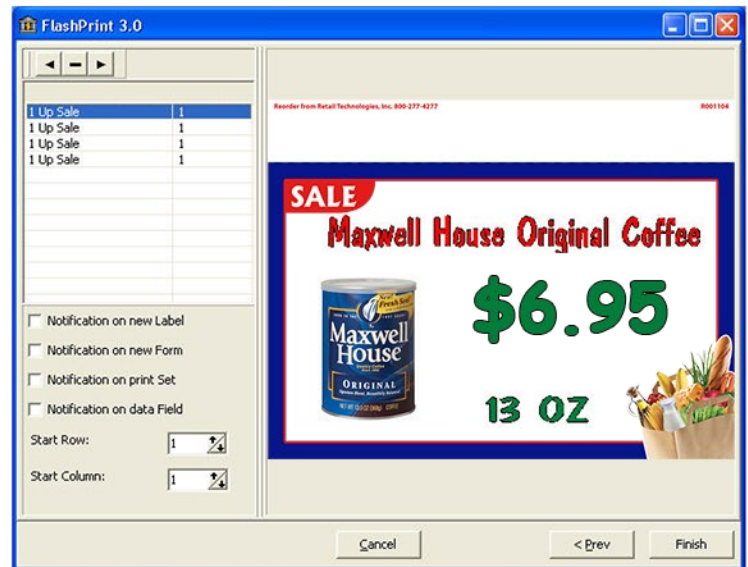 FlashPrint 3.0
1 Up Sale 1
1 Up Sale 1
1 Up Sale 1
1 Up Sale 1
Notification on new Label
Notification on new Form
Notification on print Set
Notification on data Field
Start Row: 1
Start Column: 1
Reorder from Retail Technologies, Inc. 800-277-4277 R001104
SALE
Maxwell House Original Coffee
$6.95
New!
Fresh Seal
Maxwell
House
ORIGINAL
13 OZ
Cancel
< Prev
Finish